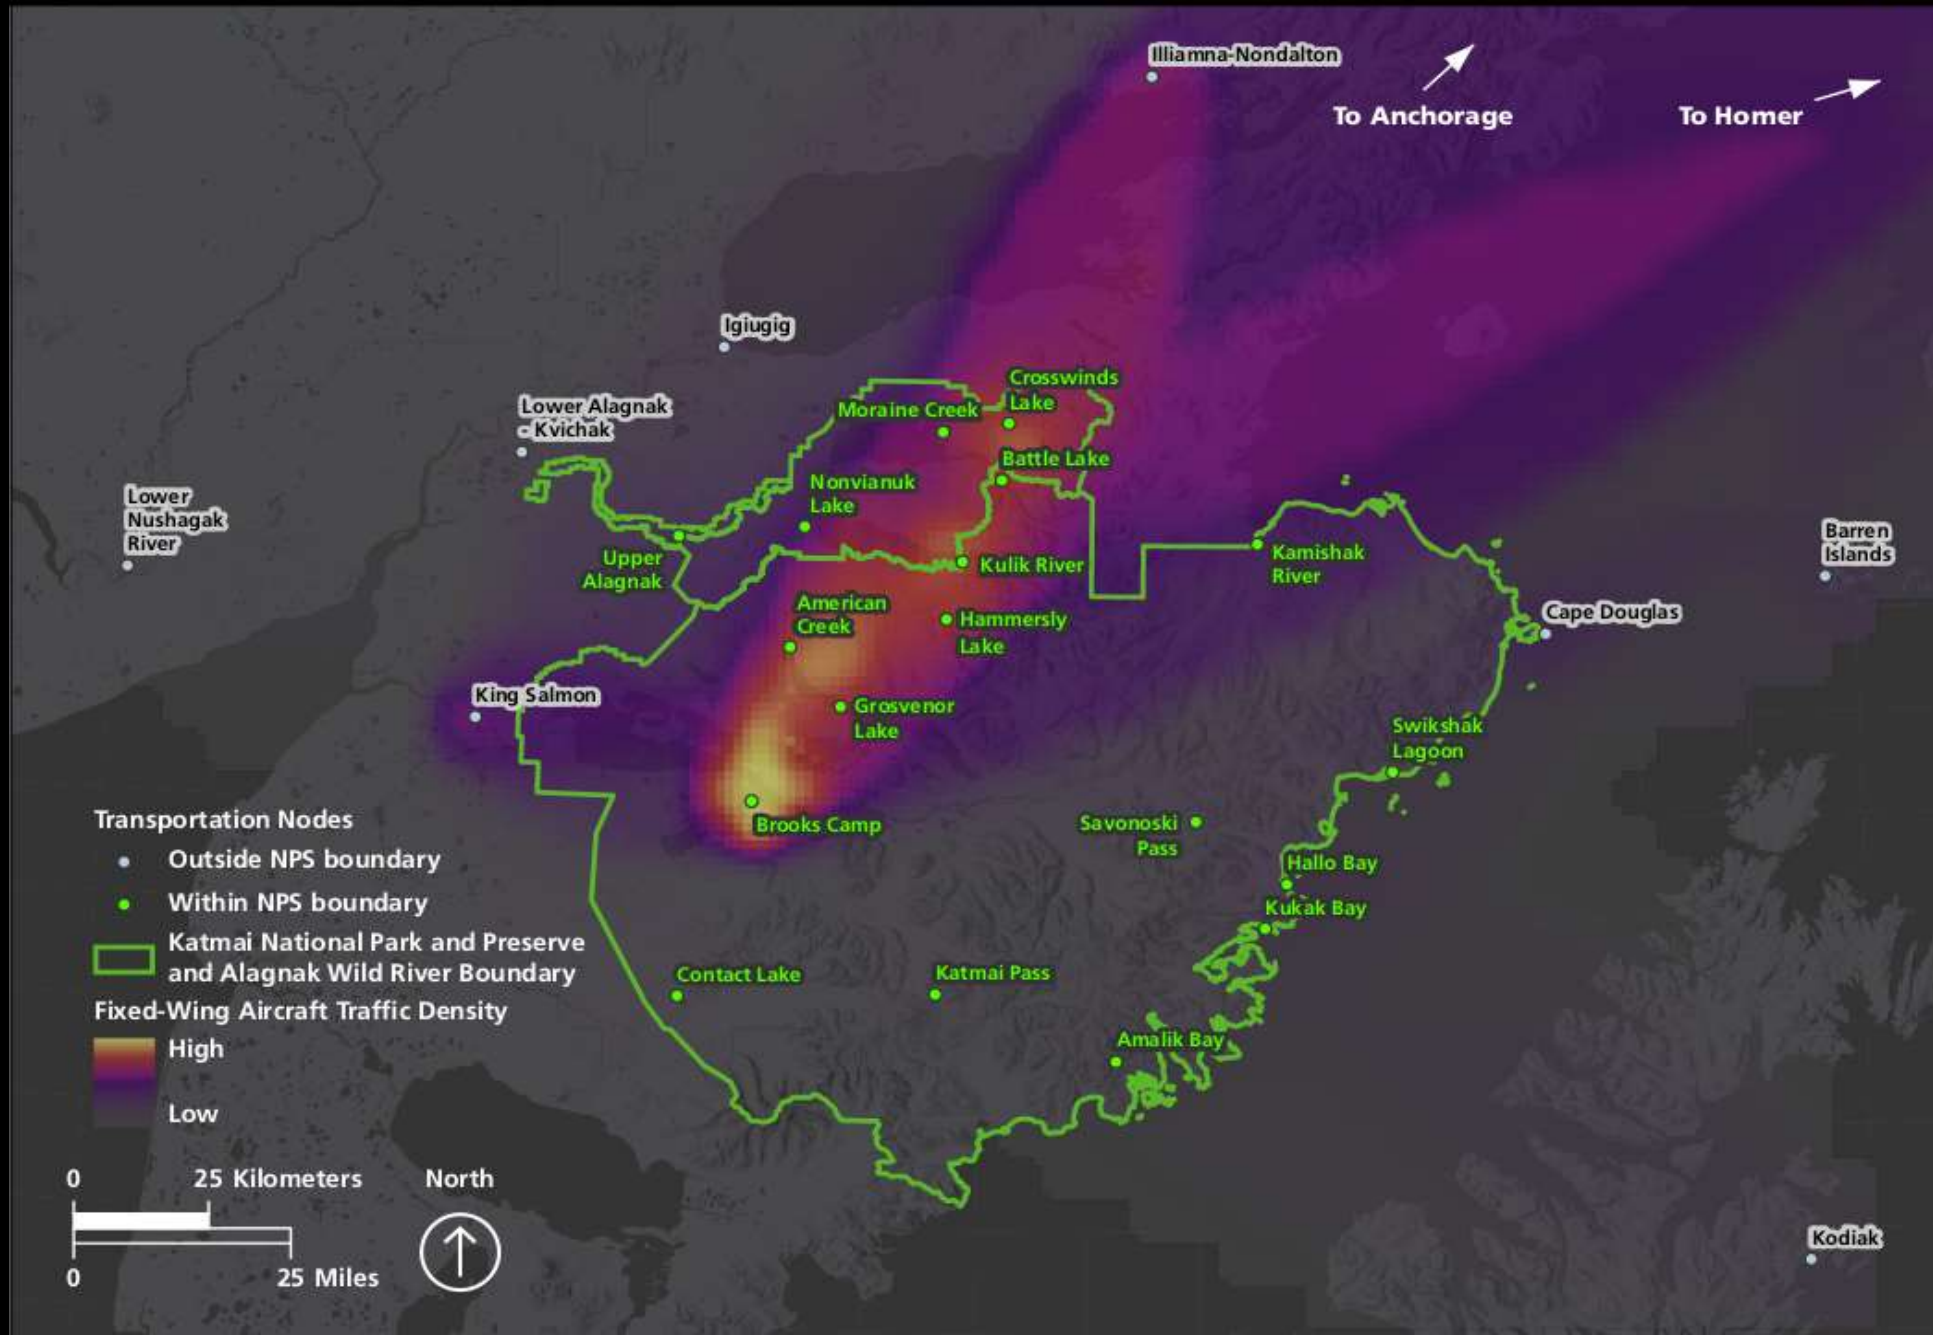 Illiamna-Nondalton
To Anchorage
To Homer
Igiugig
Crosswinds
Lake
Moraine Creek
Lower Alagnak
- Kvichak
Battle Lake
Nonvianuk
Lake
Lower
Nushagak
River
Upper
Alagnak
Kulik River
Kamishak
River
Barren
Islands
American
Creek
Hammersly
Lake
Cape Douglas
King Salmon
Grosvenor
Lake
Swikshak
Lagoon
Brooks Camp
Savonoski
Pass
Hallo Bay
Kukak Bay
Contact Lake
Katmai Pass
Amalik Bay
Kodiak
Transportation Nodes
Outside NPS boundary
Within NPS boundary
Katmai National Park and Preserve
and Alagnak Wild River Boundary
Fixed-Wing Aircraft Traffic Density
High
Low
0 25 Kilometers
0 25 Miles
North